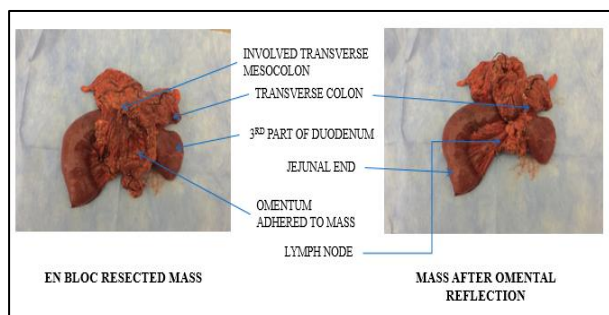 INVOLVED TRANSVERSE
MESOCOLON
TRANSVERSE COLON
3RD PART OF DUODENUM
JEJUNAL END
OMENTUM
ADHERED TO MASS
LYMPH NODE
EN BLOC RESECTED MASS
MASS AFTER OMENTAL
REFLECTION